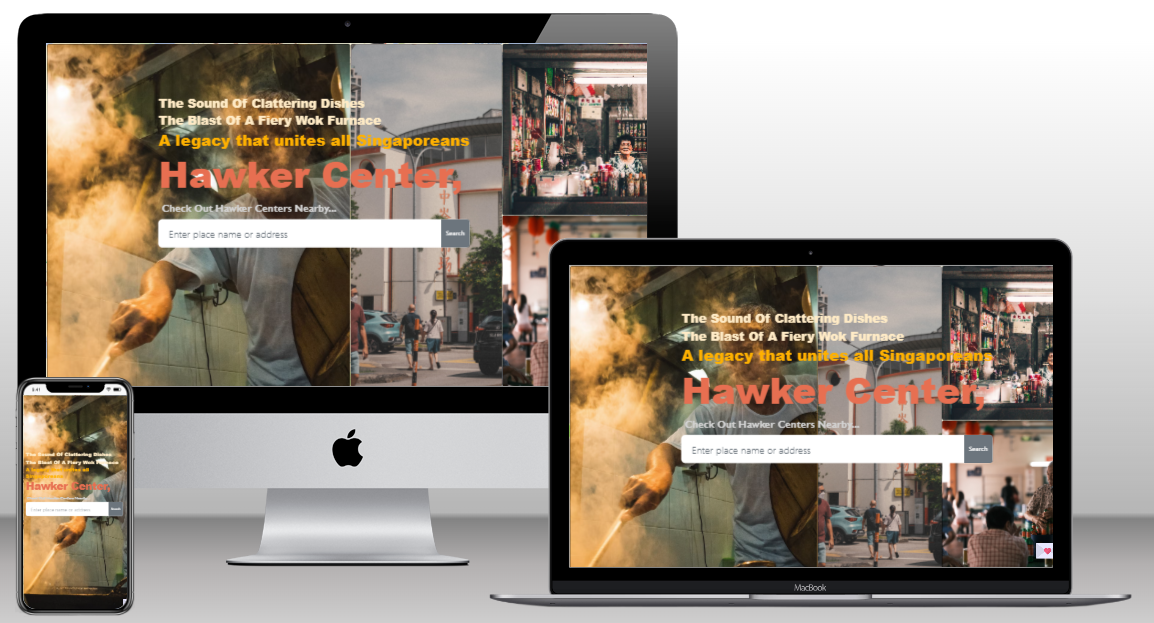 The Sound Of Clattering Dishes
The Blast Of A Fiery Wok Furnace
A legacy that unites all Singaporeans
Hawker Center,
Check Out Hawker Centers Nearby...
Enter place name or address
Search
The Sound Of Clattering Dishes
The Blast Of A Fiery Wok Furnace
A legacy that unites all Singaporeans
Hawker Center,
Check Out Hawker Centers Nearby...
Enter place name or address
Search
MacBook
The Sound Of Clattering Dishes
The Blast Of A Fiery Wok Furnace
Hawker Center,
Enter place name or address
Search